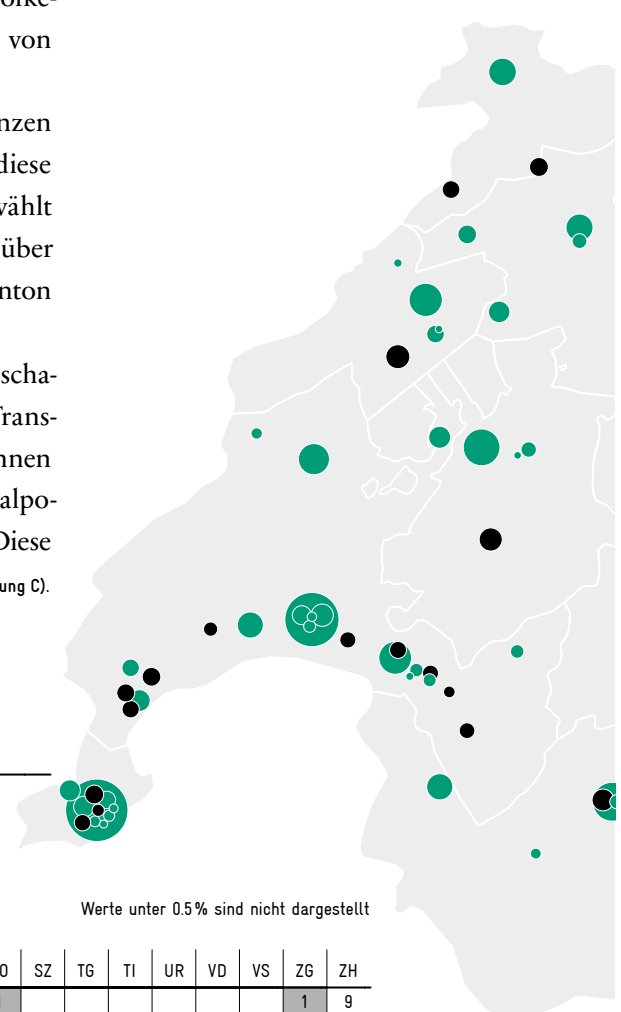 von
nzen
diese
wählt
über
nton
scha-
Trans-
nnen
alpo-
Diese
ung C).
Werte unter 0.5% sind nicht dargestellt
SZ TG TI UR VD VS ZG ZH
1 9